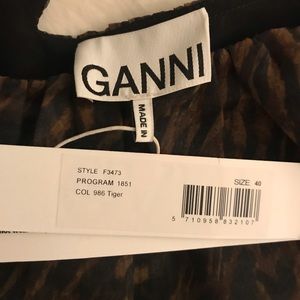 GANNI
MADE IN
STYLE F3473
PROGRAM 1851
COL 986 Tiger
SIZE 40
5 710958 832107